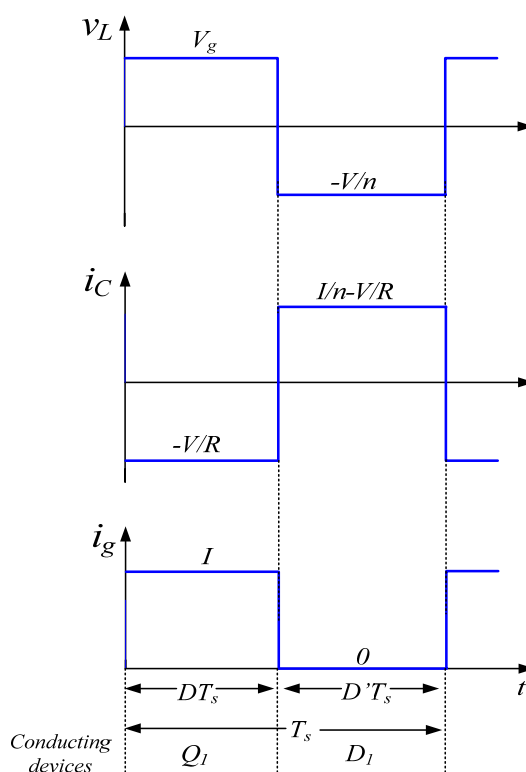 v_L
V_g
-V/n
i_C
I/n-V/R
-V/R
i_g
I
0
t
DT_s
D'T_s
T_s
Conducting
devices
Q_1
D_1